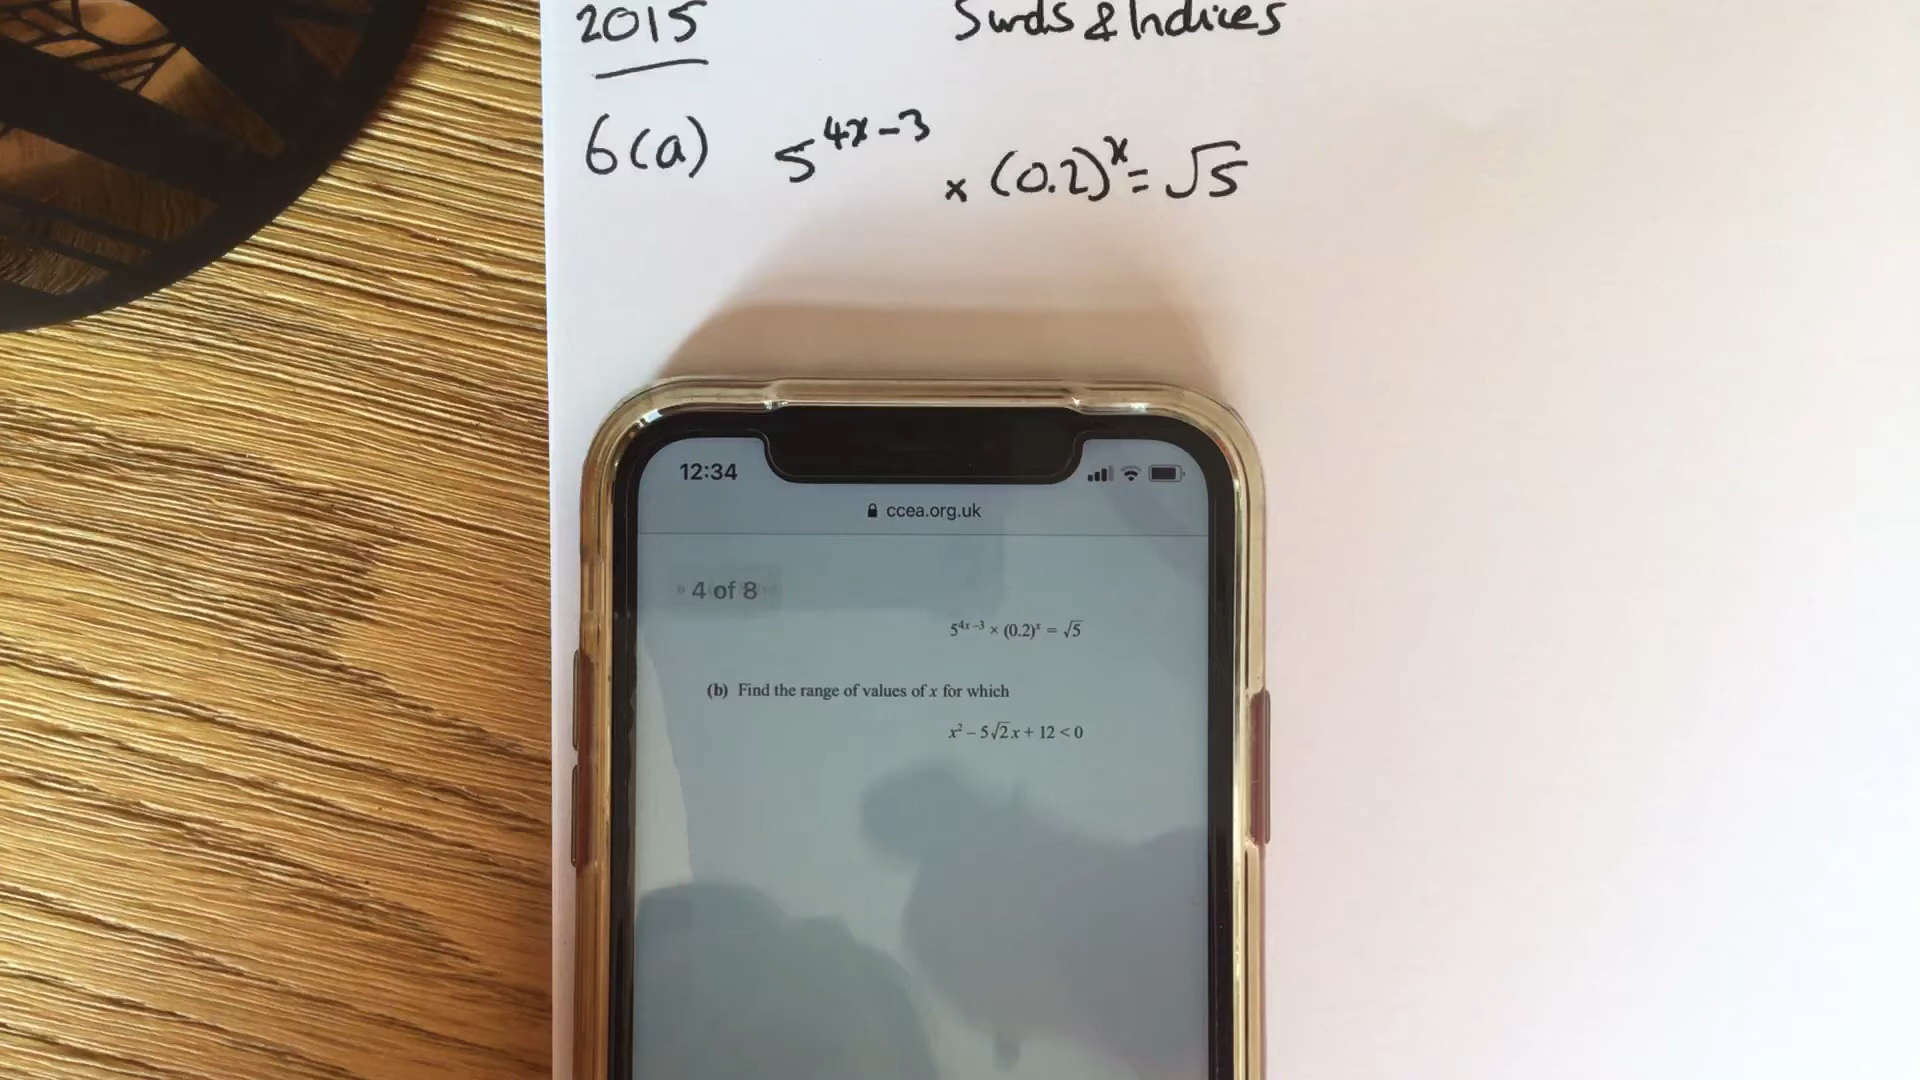 2015 Surds & Indices
6(a) 5^{4x-3} × (0.2)^x = √5
12:34
ccea.org.uk
4 of 8
5^{4x-3} × (0.2)^x = √5
(b) Find the range of values of x for which
x² – 5√2 x + 12 < 0